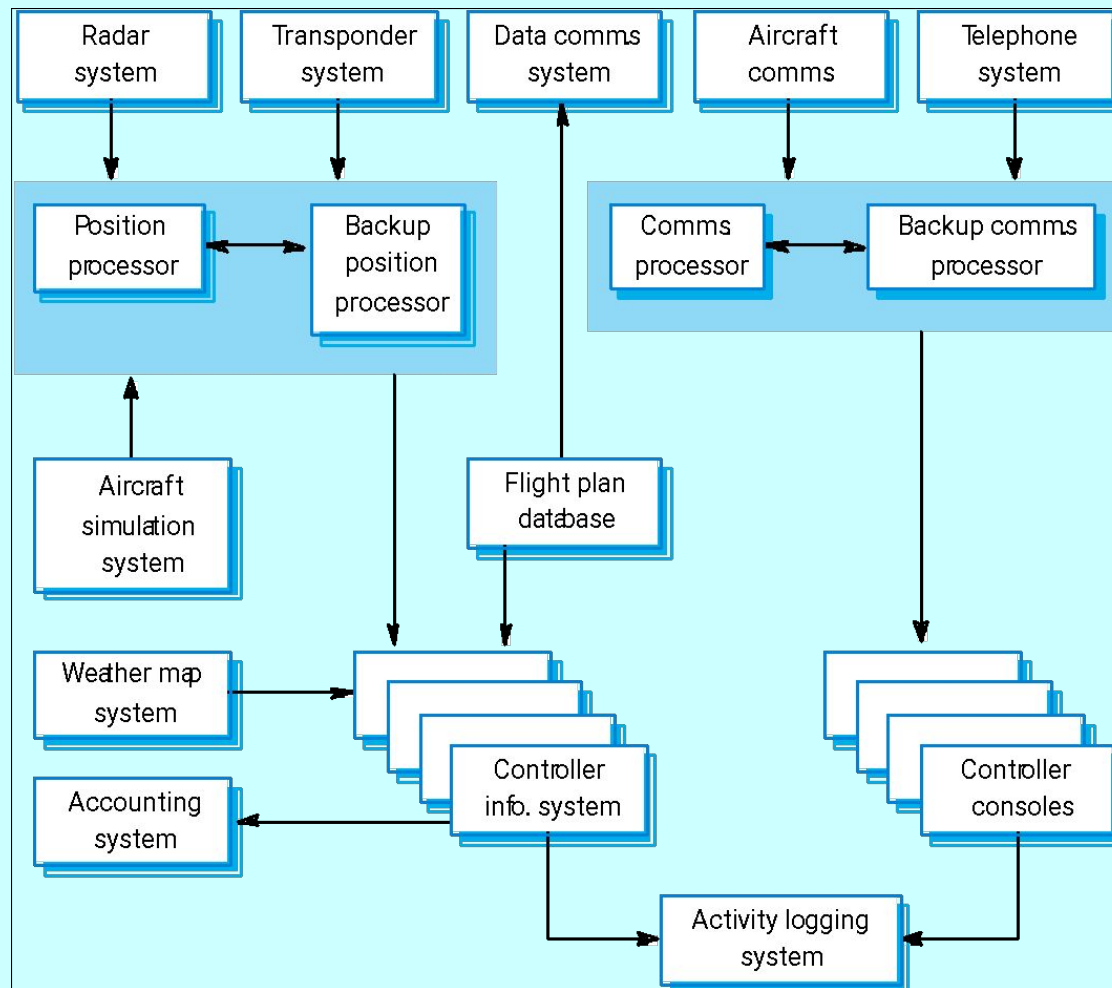 Radar
system
Transponder
system
Data comms.
system
Aircraft
comms.
Telephone
system
Position
processor
Backup
position
processor
Comms.
processor
Backup comms.
processor
Aircraft
simulation
system
Flight plan
database
Weather map
system
Accounting
system
Controller
info. system
Controller
consoles
Activity logging
system